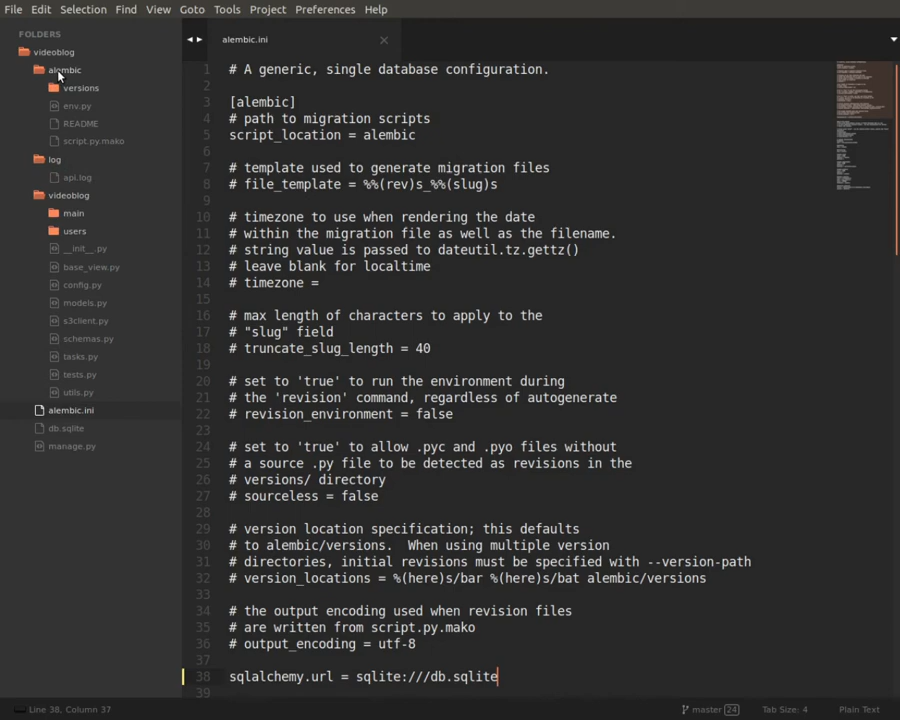 File Edit Selection Find View Goto Tools Project Preferences Help
FOLDERS
videoblog
alembic
versions
env.py
README
script.py.mako
log
api.log
videoblog
main
users
__init__.py
base_view.py
config.py
models.py
s3client.py
schemas.py
tasks.py
tests.py
utils.py
alembic.ini
db.sqlite
manage.py
alembic.ini
1 # A generic, single database configuration.
2
3 [alembic]
4 # path to migration scripts
5 script_location = alembic
6
7 # template used to generate migration files
8 # file_template = %%(rev)s_%%(slug)s
9
10 # timezone to use when rendering the date
11 # within the migration file as well as the filename.
12 # string value is passed to dateutil.tz.gettz()
13 # leave blank for localtime
14 # timezone =
15
16 # max length of characters to apply to the
17 # "slug" field
18 # truncate_slug_length = 40
19
20 # set to 'true' to run the environment during
21 # the 'revision' command, regardless of autogenerate
22 # revision_environment = false
23
24 # set to 'true' to allow .pyc and .pyo files without
25 # a source .py file to be detected as revisions in the
26 # versions/ directory
27 # sourceless = false
28
29 # version location specification; this defaults
30 # to alembic/versions.  When using multiple version
31 # directories, initial revisions must be specified with --version-path
32 # version_locations = %(here)s/bar %(here)s/bat alembic/versions
33
34 # the output encoding used when revision files
35 # are written from script.py.mako
36 # output_encoding = utf-8
37
38 sqlalchemy.url = sqlite:///db.sqlite
39
Line 38, Column 37 master 24 Tab Size: 4 Plain Text